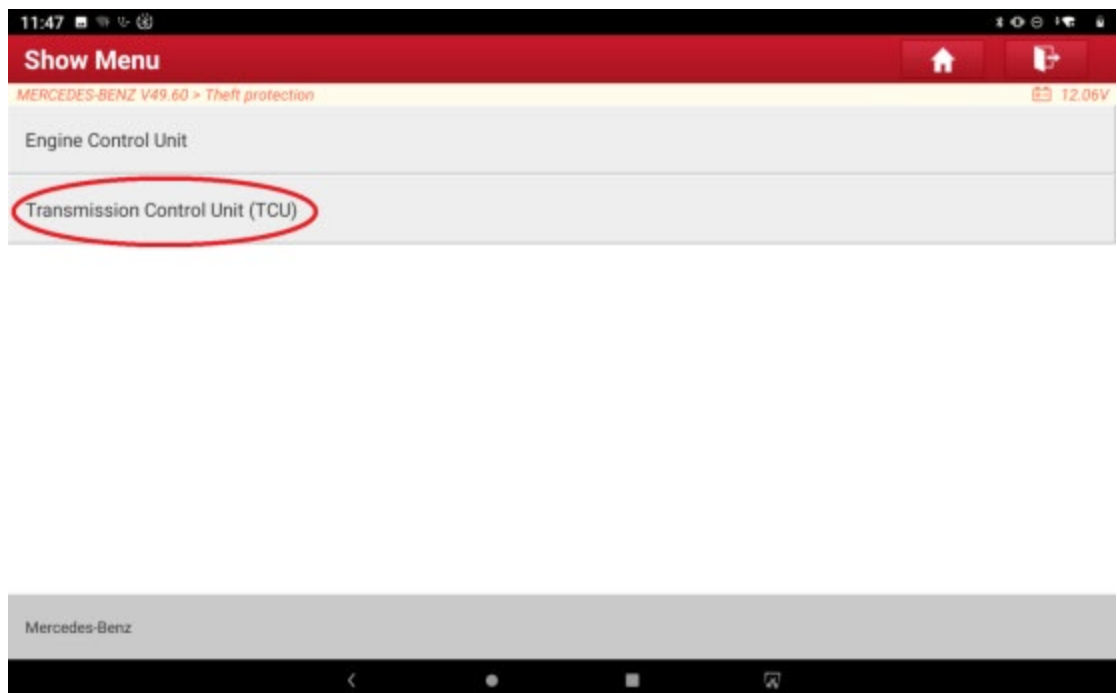 11:47
Show Menu
MERCEDES-BENZ V49.60 > Theft protection
12.06V
Engine Control Unit
Transmission Control Unit (TCU)
Mercedes-Benz